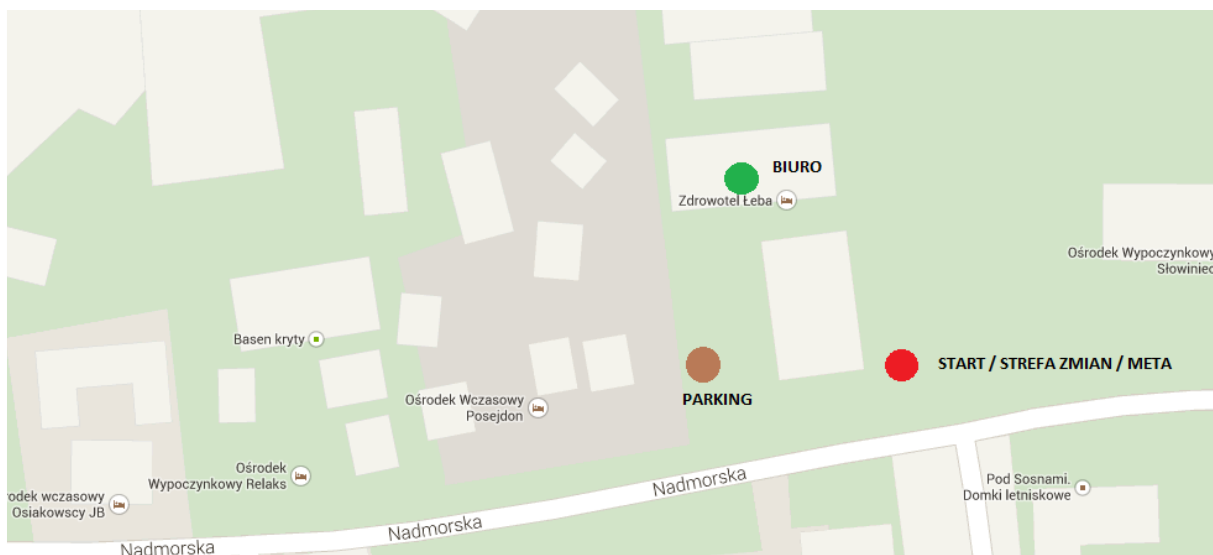 BIURO
Zdrowotel Łeba
Ośrodek Wypoczynkowy
Słowiniec
Basen kryty
START / STREFA ZMIAN / META
PARKING
Ośrodek Wczasowy
Posejdon
Ośrodek
Wypoczynkowy Relaks
Nadmorska
Pod Sosnami.
Domki letniskowe
rodek wczasowy
Osiakowscy JB
Nadmorska
Nadmorska